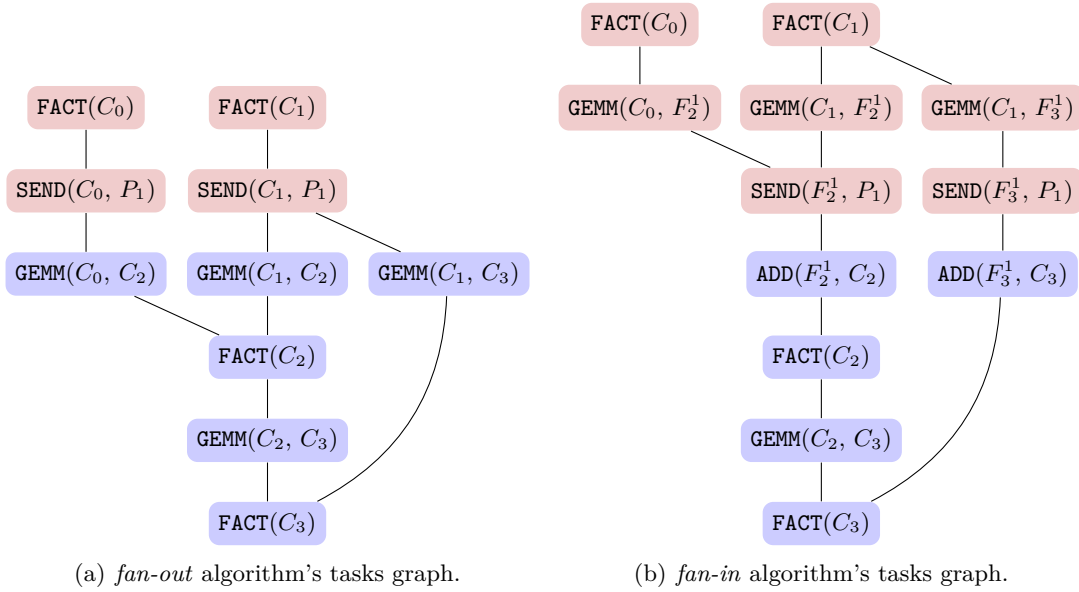 FACT(C₀)
FACT(C₁)
SEND(C₀, P₁)
SEND(C₁, P₁)
GEMM(C₀, C₂)
GEMM(C₁, C₂)
GEMM(C₁, C₃)
FACT(C₂)
GEMM(C₂, C₃)
FACT(C₃)
(a) fan-out algorithm's tasks graph.
FACT(C₀)
FACT(C₁)
GEMM(C₀, F₂¹)
GEMM(C₁, F₂¹)
GEMM(C₁, F₃¹)
SEND(F₂¹, P₁)
SEND(F₃¹, P₁)
ADD(F₂¹, C₂)
ADD(F₃¹, C₃)
FACT(C₂)
GEMM(C₂, C₃)
FACT(C₃)
(b) fan-in algorithm's tasks graph.